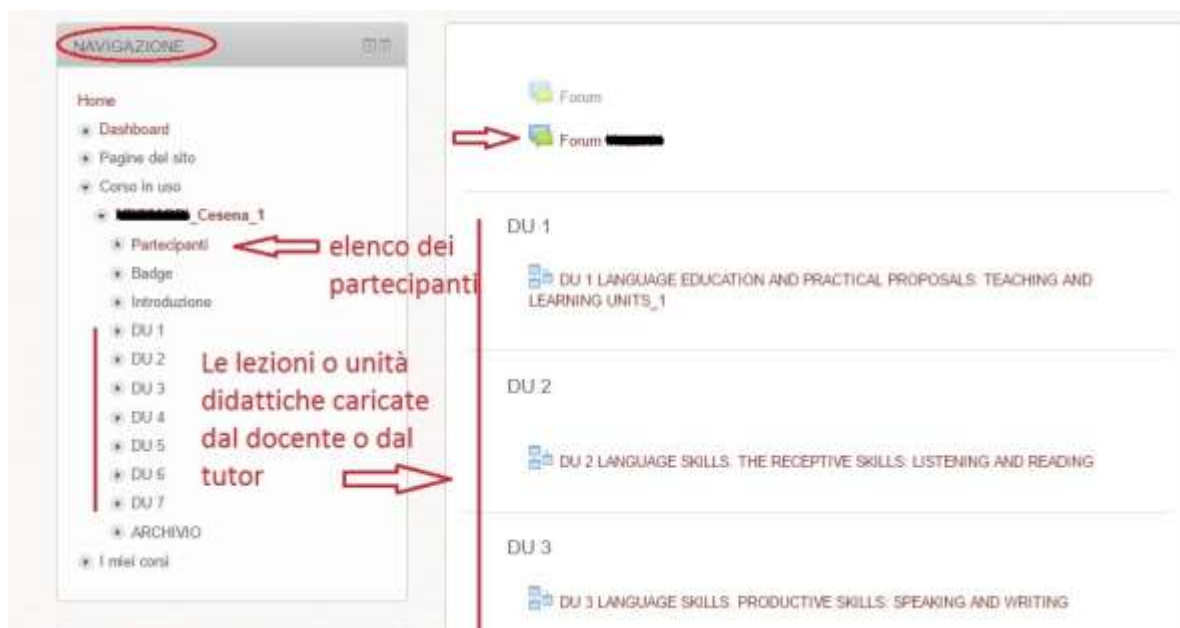 NAVIGAZIONE
Home
Dashboard
Pagine del sito
Corso in uso
_Cesena_1
Partecipanti
Badge
Introduzione
DU 1
DU 2
DU 3
DU 4
DU 5
DU 6
DU 7
ARCHIVIO
I miei corsi
elenco dei
partecipanti
Le lezioni o unità
didattiche caricate
dal docente o dal
tutor
Forum
Forum
DU 1
DU 1 LANGUAGE EDUCATION AND PRACTICAL PROPOSALS: TEACHING AND
LEARNING UNITS_1
DU 2
DU 2 LANGUAGE SKILLS: THE RECEPTIVE SKILLS: LISTENING AND READING
DU 3
DU 3 LANGUAGE SKILLS: PRODUCTIVE SKILLS: SPEAKING AND WRITING